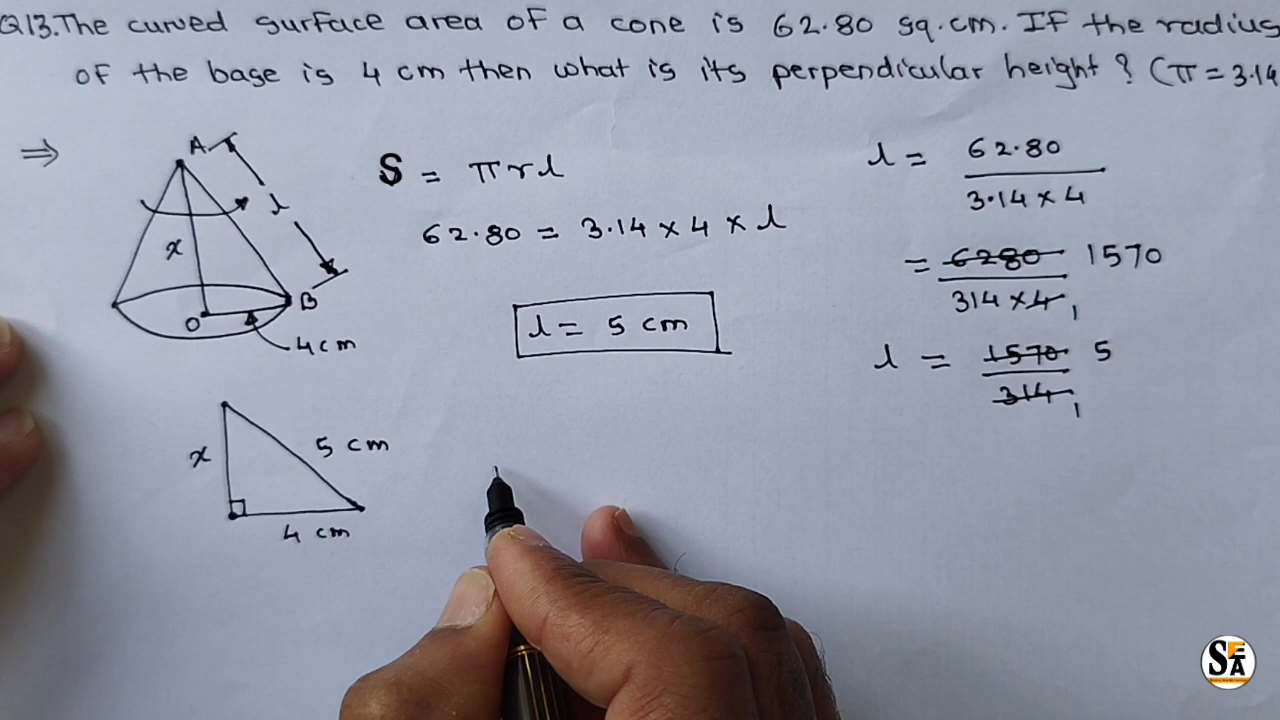 Q13. The curved surface area of a cone is 62.80 sq.cm. If the radius
of the base is 4 cm then what is its perpendicular height? (π = 3.14
⇒
A
l
x
O
B
4 cm
S = πrl
62.80 = 3.14 × 4 × l
l = 5 cm
l = 62.80 / 3.14 × 4
= 6280 / 314 × 4 1570 1
l = 1570 / 314 5 1
x
5 cm
4 cm
SFA